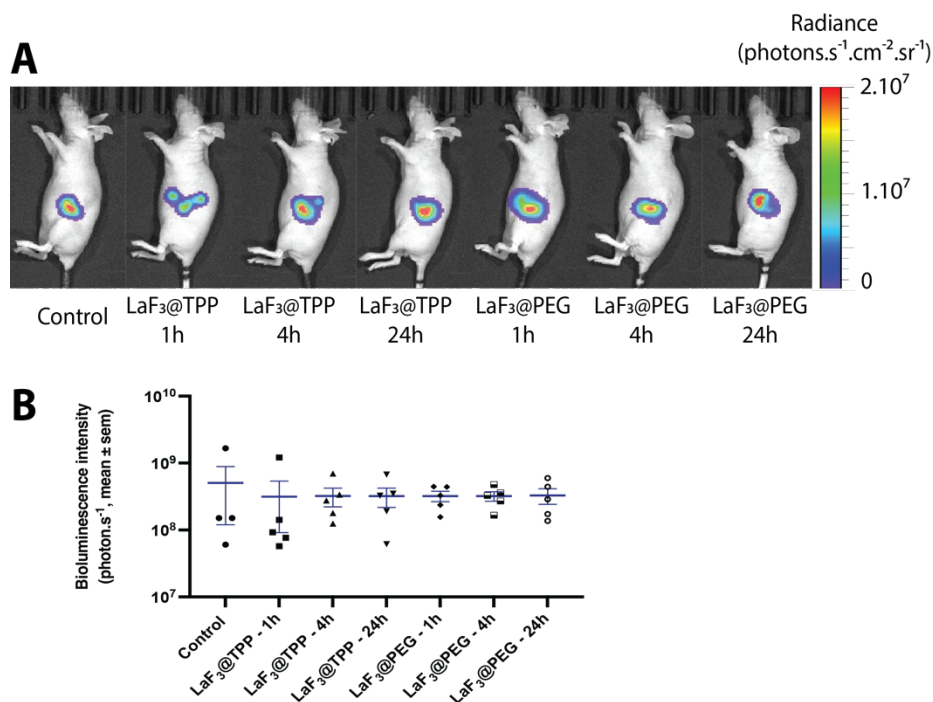 A
Radiance
(photons.s⁻¹.cm⁻².sr⁻¹)
2.10⁷
1.10⁷
0
Control
LaF₃@TPP
1h
LaF₃@TPP
4h
LaF₃@TPP
24h
LaF₃@PEG
1h
LaF₃@PEG
4h
LaF₃@PEG
24h
B
Bioluminescence intensity
(photon.s⁻¹, mean ± sem)
10¹⁰
10⁹
10⁸
10⁷
Control
LaF₃@TPP - 1h
LaF₃@TPP - 4h
LaF₃@TPP - 24h
LaF₃@PEG - 1h
LaF₃@PEG - 4h
LaF₃@PEG - 24h